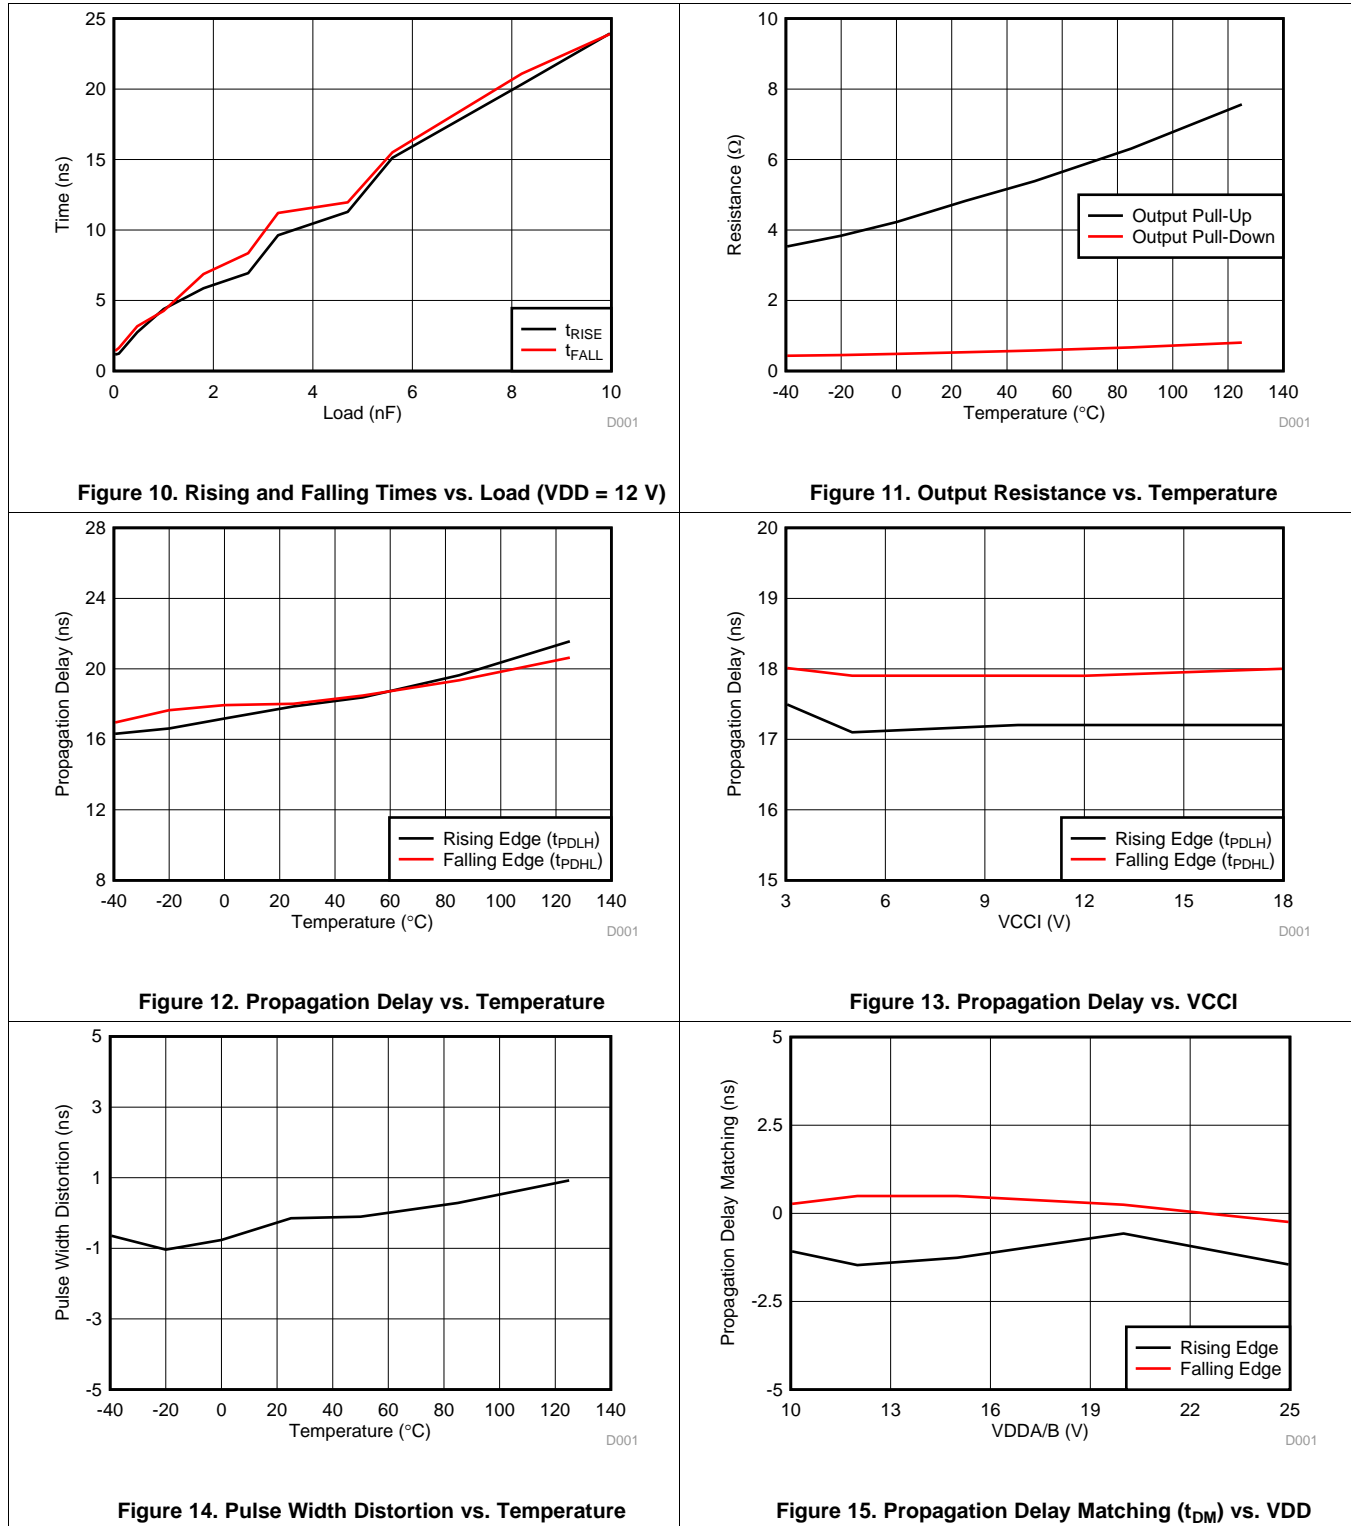 25
20
15
10
5
0
Time (ns)
0 2 4 6 8 10
Load (nF)
tRISE
tFALL
D001
Figure 10. Rising and Falling Times vs. Load (VDD = 12 V)
10
8
6
4
2
0
Resistance (Ω)
-40 -20 0 20 40 60 80 100 120 140
Temperature (°C)
Output Pull-Up
Output Pull-Down
D001
Figure 11. Output Resistance vs. Temperature
28
24
20
16
12
8
Propagation Delay (ns)
-40 -20 0 20 40 60 80 100 120 140
Temperature (°C)
Rising Edge (tPDLH)
Falling Edge (tPDHL)
D001
Figure 12. Propagation Delay vs. Temperature
20
19
18
17
16
15
Propagation Delay (ns)
3 6 9 12 15 18
VCCI (V)
Rising Edge (tPDLH)
Falling Edge (tPDHL)
D001
Figure 13. Propagation Delay vs. VCCI
5
3
1
-1
-3
-5
Pulse Width Distortion (ns)
-40 -20 0 20 40 60 80 100 120 140
Temperature (°C)
D001
Figure 14. Pulse Width Distortion vs. Temperature
5
2.5
0
-2.5
-5
Propagation Delay Matching (ns)
10 13 16 19 22 25
VDDA/B (V)
Rising Edge
Falling Edge
D001
Figure 15. Propagation Delay Matching (tDM) vs. VDD